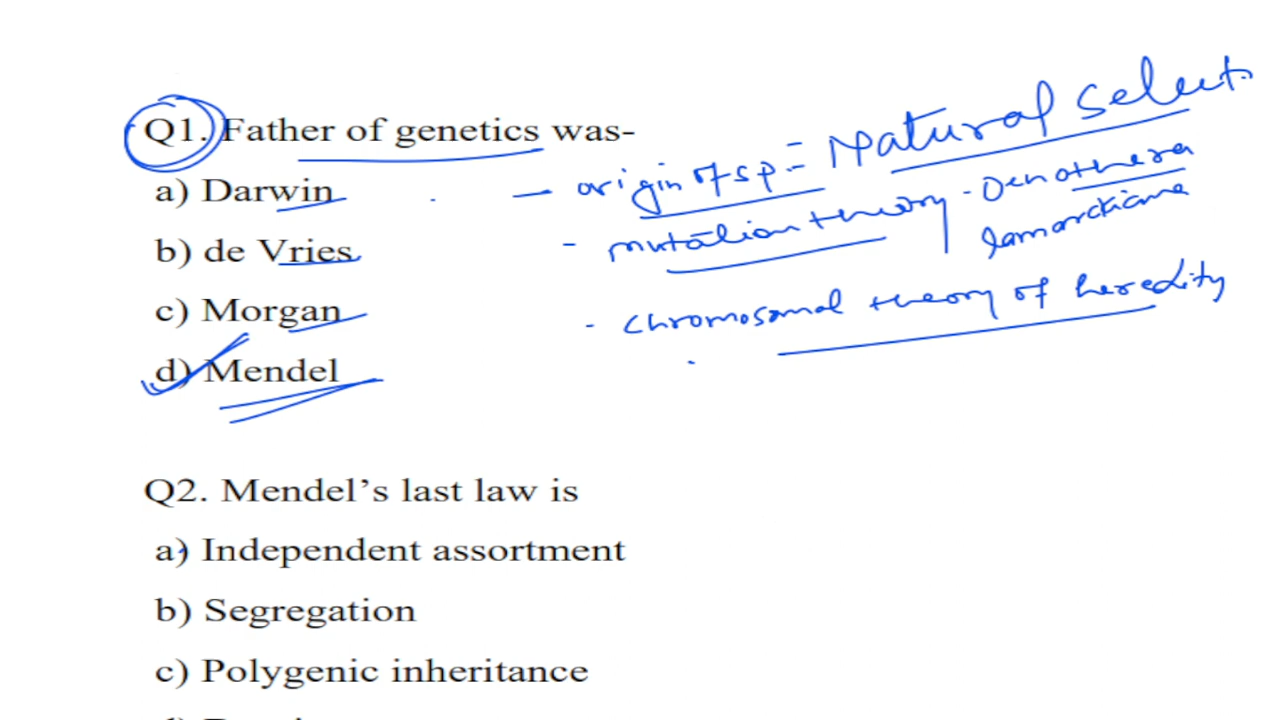 Q1. Father of genetics was-
a) Darwin
- origin of sp. = Natural Select
b) de Vries
- mutation theory - Oenothera
lamarckiana
c) Morgan
- chromosomal theory of heredity
d) Mendel
Q2. Mendel’s last law is
a) Independent assortment
b) Segregation
c) Polygenic inheritance